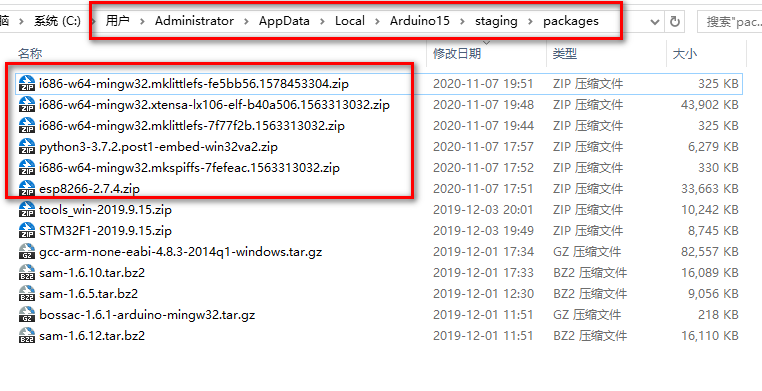 脑 › 系统 (C:) › 用户 › Administrator › AppData › Local › Arduino15 › staging › packages 搜索"pac...
名称 修改日期 类型 大小
i686-w64-mingw32.mklittlefs-fe5bb56.1578453304.zip 2020-11-07 19:51 ZIP 压缩文件 325 KB
i686-w64-mingw32.xtensa-lx106-elf-b40a506.1563313032.zip 2020-11-07 19:48 ZIP 压缩文件 43,902 KB
i686-w64-mingw32.mklittlefs-7f77f2b.1563313032.zip 2020-11-07 19:44 ZIP 压缩文件 325 KB
python3-3.7.2.post1-embed-win32va2.zip 2020-11-07 17:57 ZIP 压缩文件 6,279 KB
i686-w64-mingw32.mkspiffs-7fefeac.1563313032.zip 2020-11-07 17:52 ZIP 压缩文件 330 KB
esp8266-2.7.4.zip 2020-11-07 17:51 ZIP 压缩文件 33,663 KB
tools_win-2019.9.15.zip 2019-12-03 20:01 ZIP 压缩文件 10,242 KB
STM32F1-2019.9.15.zip 2019-12-03 19:49 ZIP 压缩文件 8,745 KB
gcc-arm-none-eabi-4.8.3-2014q1-windows.tar.gz 2019-12-01 17:34 GZ 压缩文件 82,557 KB
sam-1.6.10.tar.bz2 2019-12-01 17:33 BZ2 压缩文件 16,089 KB
sam-1.6.5.tar.bz2 2019-12-01 12:30 BZ2 压缩文件 9,056 KB
bossac-1.6.1-arduino-mingw32.tar.gz 2019-12-01 11:51 GZ 压缩文件 218 KB
sam-1.6.12.tar.bz2 2019-12-01 11:51 BZ2 压缩文件 16,110 KB